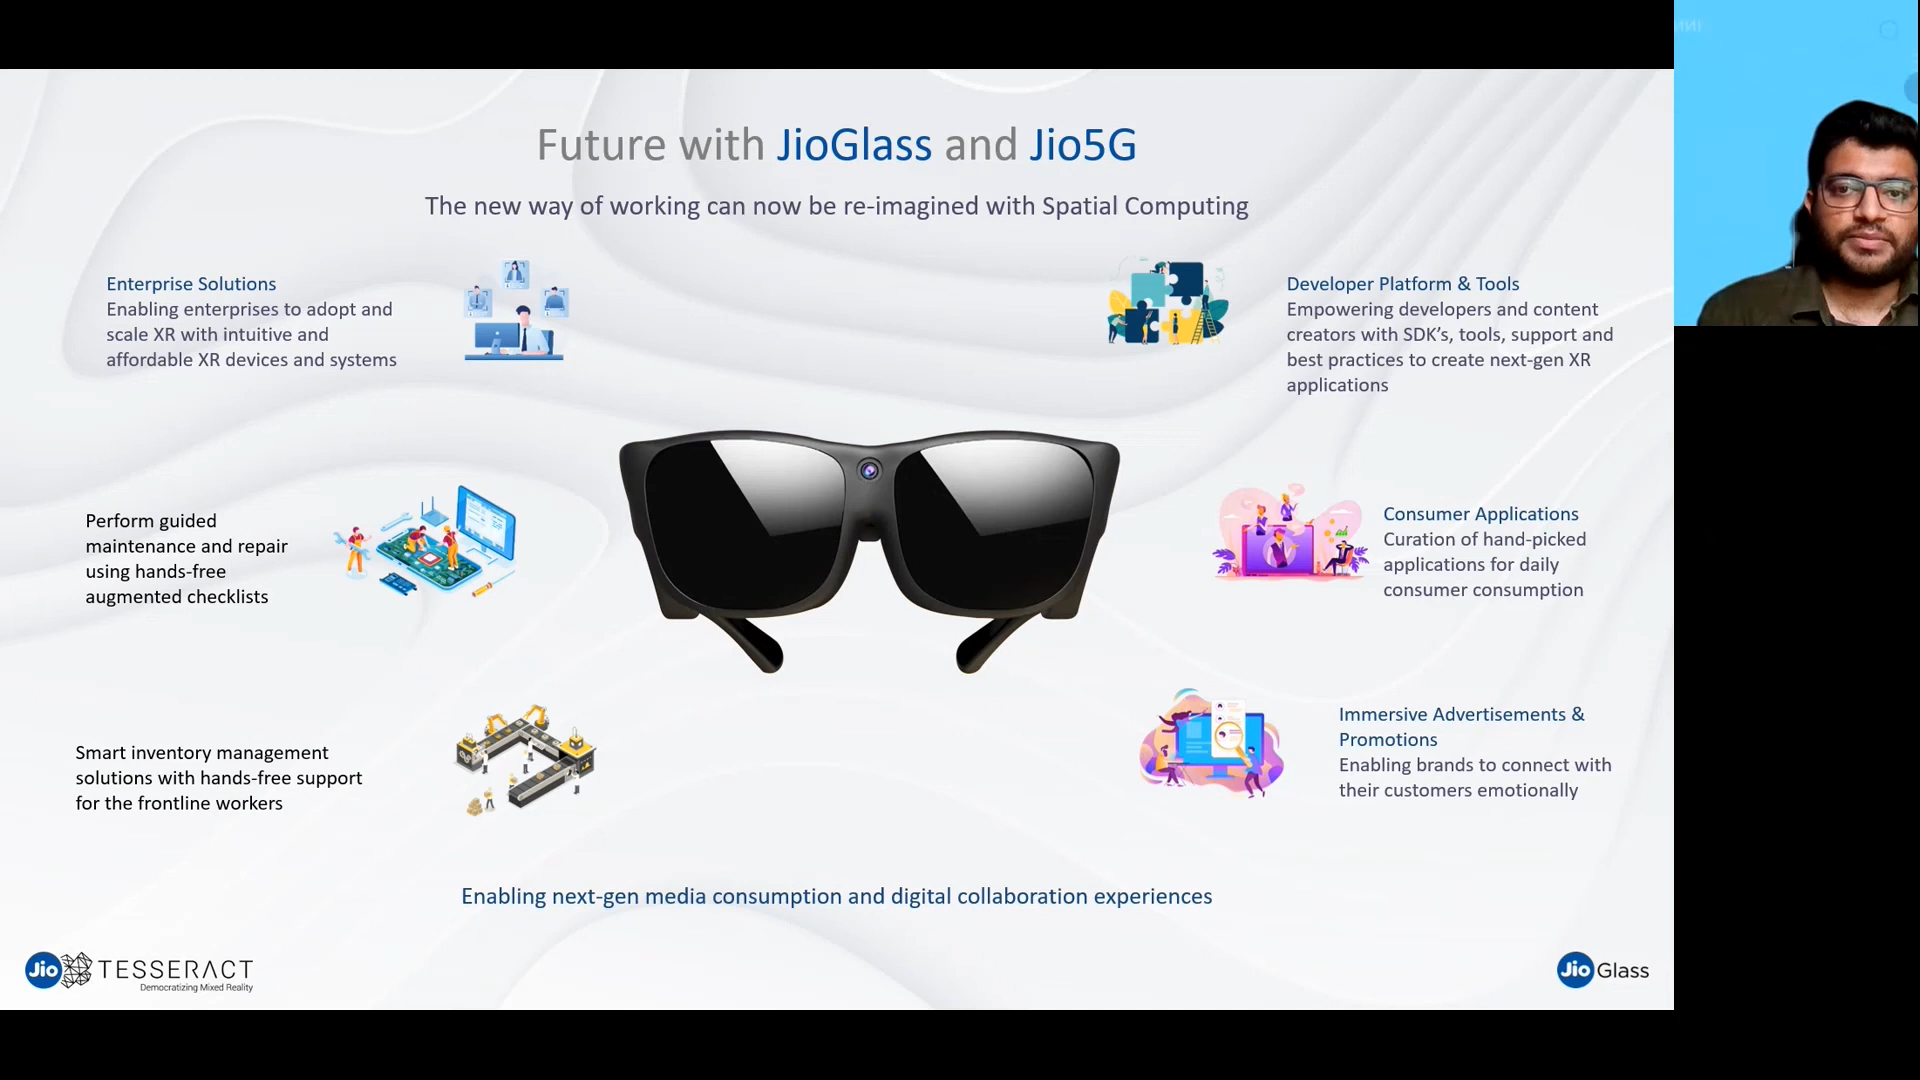 Future with JioGlass and Jio5G
The new way of working can now be re-imagined with Spatial Computing
Enterprise Solutions
Enabling enterprises to adopt and
scale XR with intuitive and
affordable XR devices and systems
Developer Platform & Tools
Empowering developers and content
creators with SDK's, tools, support and
best practices to create next-gen XR
applications
Perform guided
maintenance and repair
using hands-free
augmented checklists
Consumer Applications
Curation of hand-picked
applications for daily
consumer consumption
Smart inventory management
solutions with hands-free support
for the frontline workers
Immersive Advertisements &
Promotions
Enabling brands to connect with
their customers emotionally
Enabling next-gen media consumption and digital collaboration experiences
Jio TESSERACT
Democratizing Mixed Reality
Jio Glass